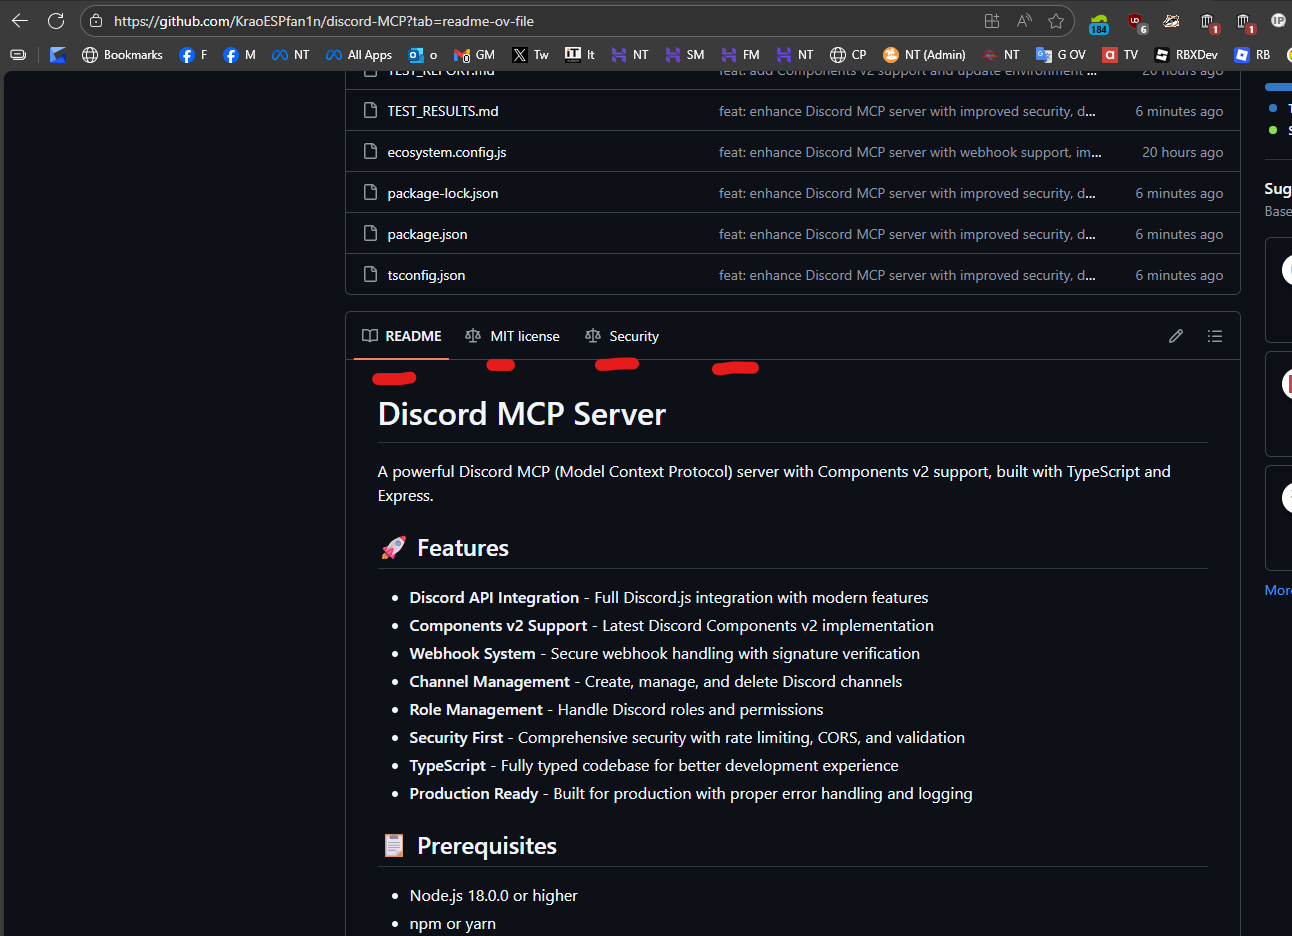 https://github.com/KraoESPfan1n/discord-MCP?tab=readme-ov-file
184
6
1
1
IP
Bookmarks F M NT All Apps o GM Tw It NT SM FM NT CP NT (Admin) NT G OV TV RBXDev RB
TEST_REPORT.md feat: add Components v2 support and update environment ... 20 hours ago
TEST_RESULTS.md feat: enhance Discord MCP server with improved security, d... 6 minutes ago
ecosystem.config.js feat: enhance Discord MCP server with webhook support, im... 20 hours ago
package-lock.json feat: enhance Discord MCP server with improved security, d... 6 minutes ago
package.json feat: enhance Discord MCP server with improved security, d... 6 minutes ago
tsconfig.json feat: enhance Discord MCP server with improved security, d... 6 minutes ago
Sug
Base
README MIT license Security
Discord MCP Server
A powerful Discord MCP (Model Context Protocol) server with Components v2 support, built with TypeScript and
Express.
🚀 Features
• Discord API Integration - Full Discord.js integration with modern features
• Components v2 Support - Latest Discord Components v2 implementation
• Webhook System - Secure webhook handling with signature verification
• Channel Management - Create, manage, and delete Discord channels
• Role Management - Handle Discord roles and permissions
• Security First - Comprehensive security with rate limiting, CORS, and validation
• TypeScript - Fully typed codebase for better development experience
• Production Ready - Built for production with proper error handling and logging
More
📋 Prerequisites
• Node.js 18.0.0 or higher
• npm or yarn